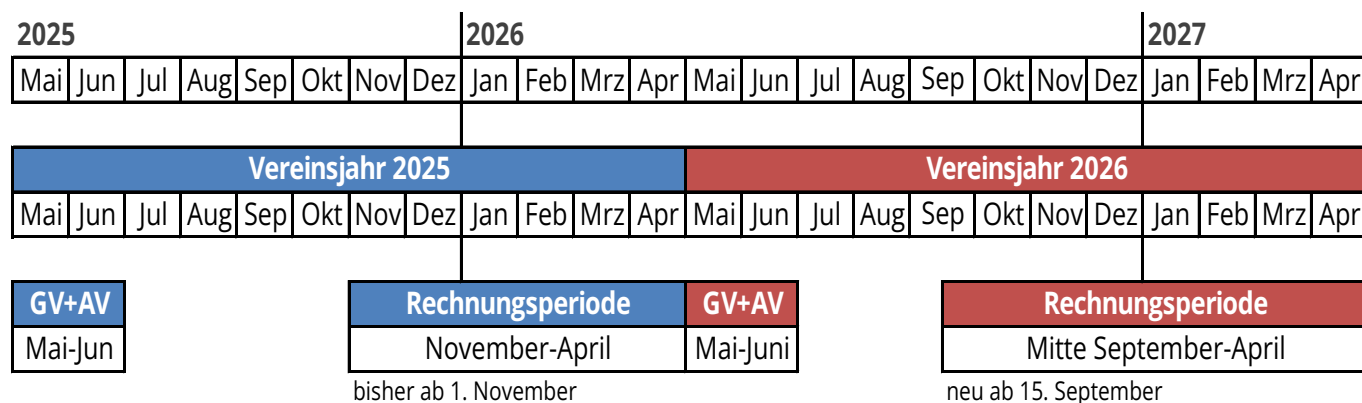 2025 2026 2027
Mai Jun Jul Aug Sep Okt Nov Dez Jan Feb Mrz Apr Mai Jun Jul Aug Sep Okt Nov Dez Jan Feb Mrz Apr
Vereinsjahr 2025 Vereinsjahr 2026
Mai Jun Jul Aug Sep Okt Nov Dez Jan Feb Mrz Apr Mai Jun Jul Aug Sep Okt Nov Dez Jan Feb Mrz Apr
GV+AV Rechnungsperiode GV+AV Rechnungsperiode
Mai-Jun November-April Mai-Juni Mitte September-April
bisher ab 1. November neu ab 15. September